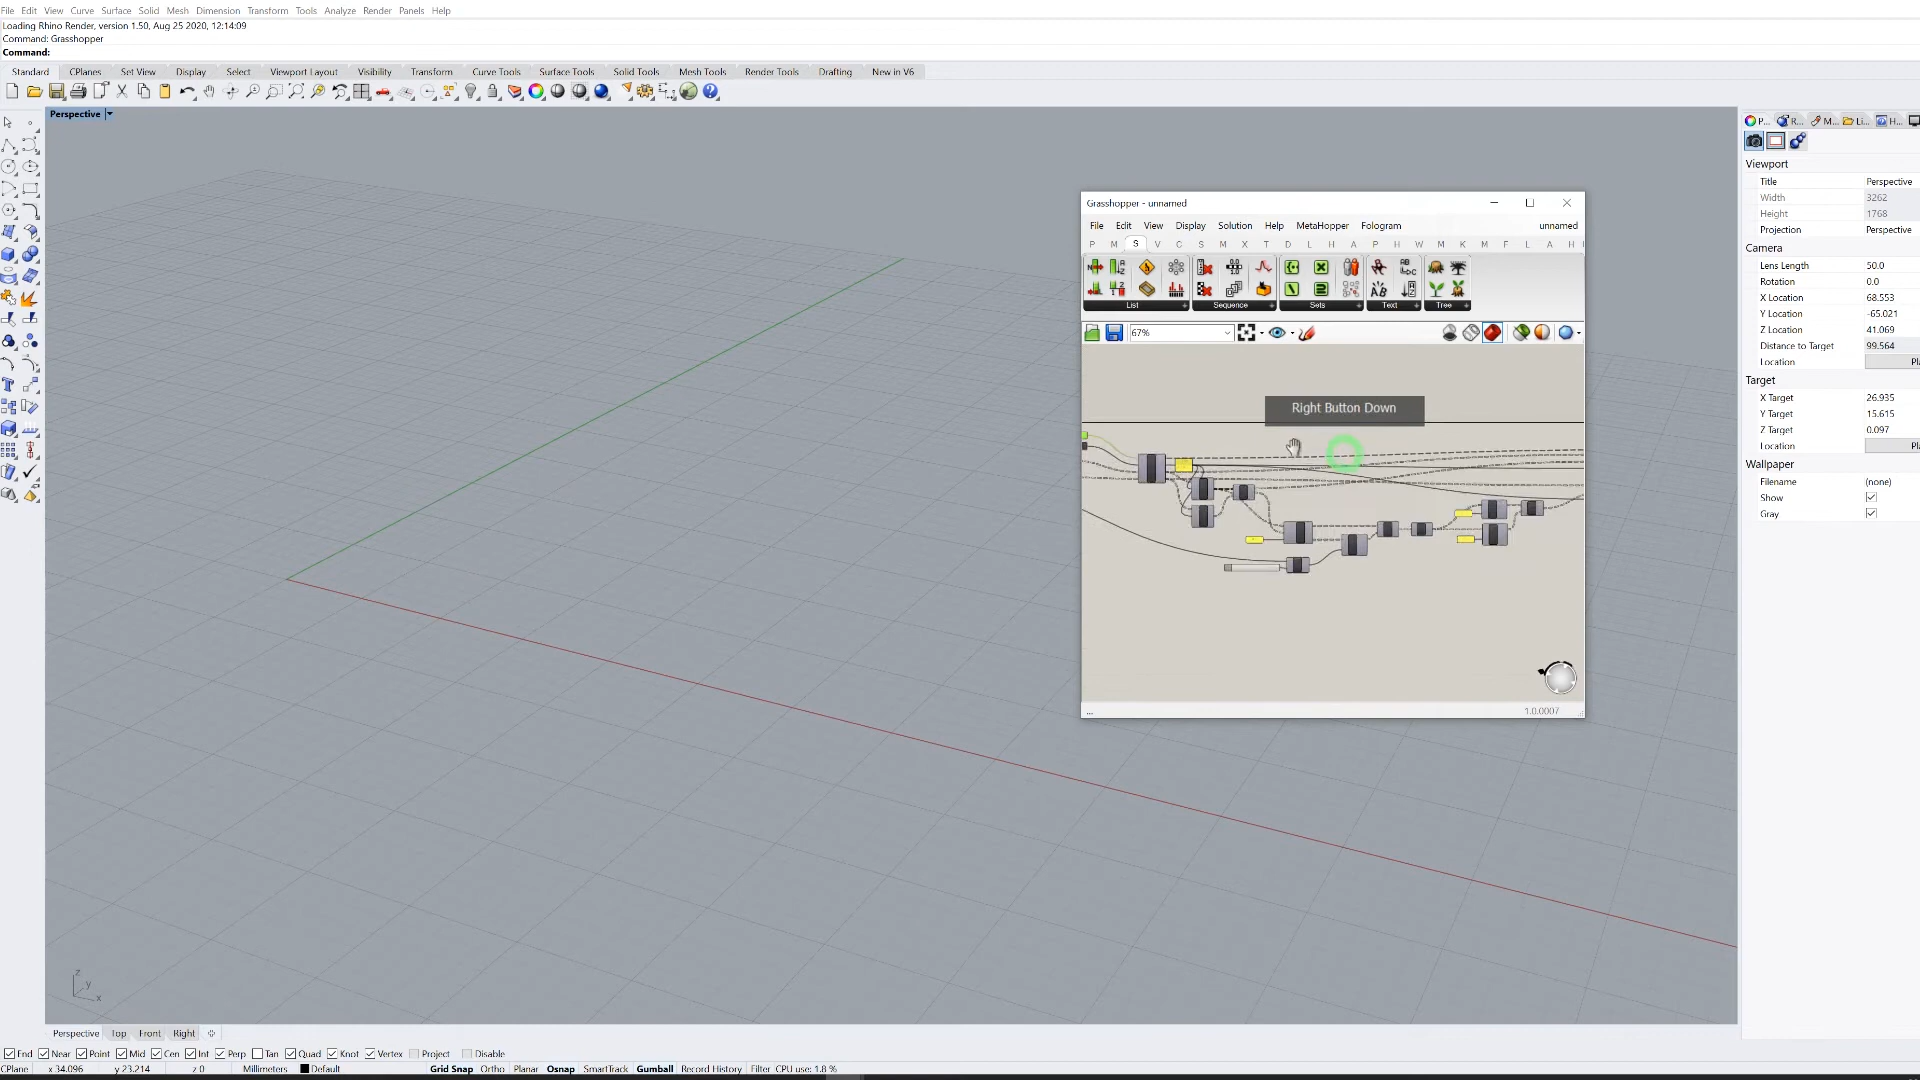 File Edit View Curve Surface Solid Mesh Dimension Transform Tools Analyze Render Panels Help
Loading Rhino Render, version 1.50, Aug 25 2020, 12:14:09
Command: Grasshopper
Command:
Standard CPlanes Set View Display Select Viewport Layout Visibility Transform Curve Tools Surface Tools Solid Tools Mesh Tools Render Tools Drafting New in V6
Perspective
P... R... M... Li... H...
Viewport
Title Perspective
Width 3262
Height 1768
Projection Perspective
Camera
Lens Length 50.0
Rotation 0.0
X Location 68.553
Y Location -65.021
Z Location 41.069
Distance to Target 99.564
Location Pl
Target
X Target 26.935
Y Target 15.615
Z Target 0.097
Location Pl
Wallpaper
Filename (none)
Show
Gray
Grasshopper - unnamed
File Edit View Display Solution Help MetaHopper Fologram unnamed
P M S V C S M X T D L H A P H W M K M F L A H
List Sequence Sets Text Tree
67%
Right Button Down
... 1.0.0007
z
y
x
Perspective Top Front Right
End Near Point Mid Cen Int Perp Tan Quad Knot Vertex Project Disable
CPlane x 34.096 y 23.214 z 0 Millimeters Default Grid Snap Ortho Planar Osnap SmartTrack Gumball Record History Filter CPU use: 1.8 %